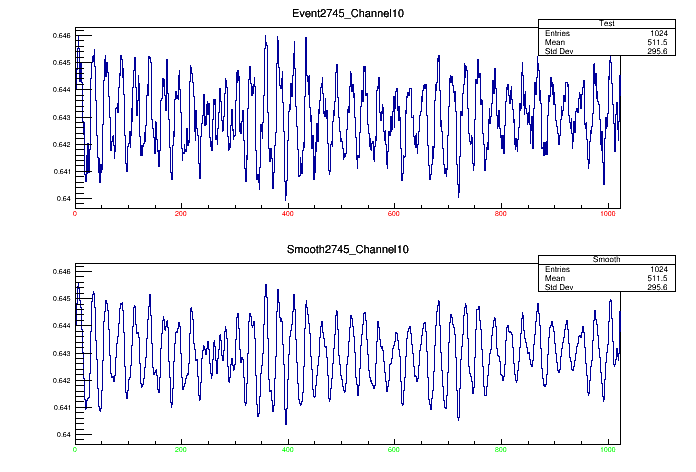 Event2745_Channel10
Test
Entries 1024
Mean 511.5
Std Dev 295.6
0.646
0.645
0.644
0.643
0.642
0.641
0.64
0 200 400 600 800 1000
Smooth2745_Channel10
Smooth
Entries 1024
Mean 511.5
Std Dev 295.6
0.646
0.645
0.644
0.643
0.642
0.641
0.64
0 200 400 600 800 1000